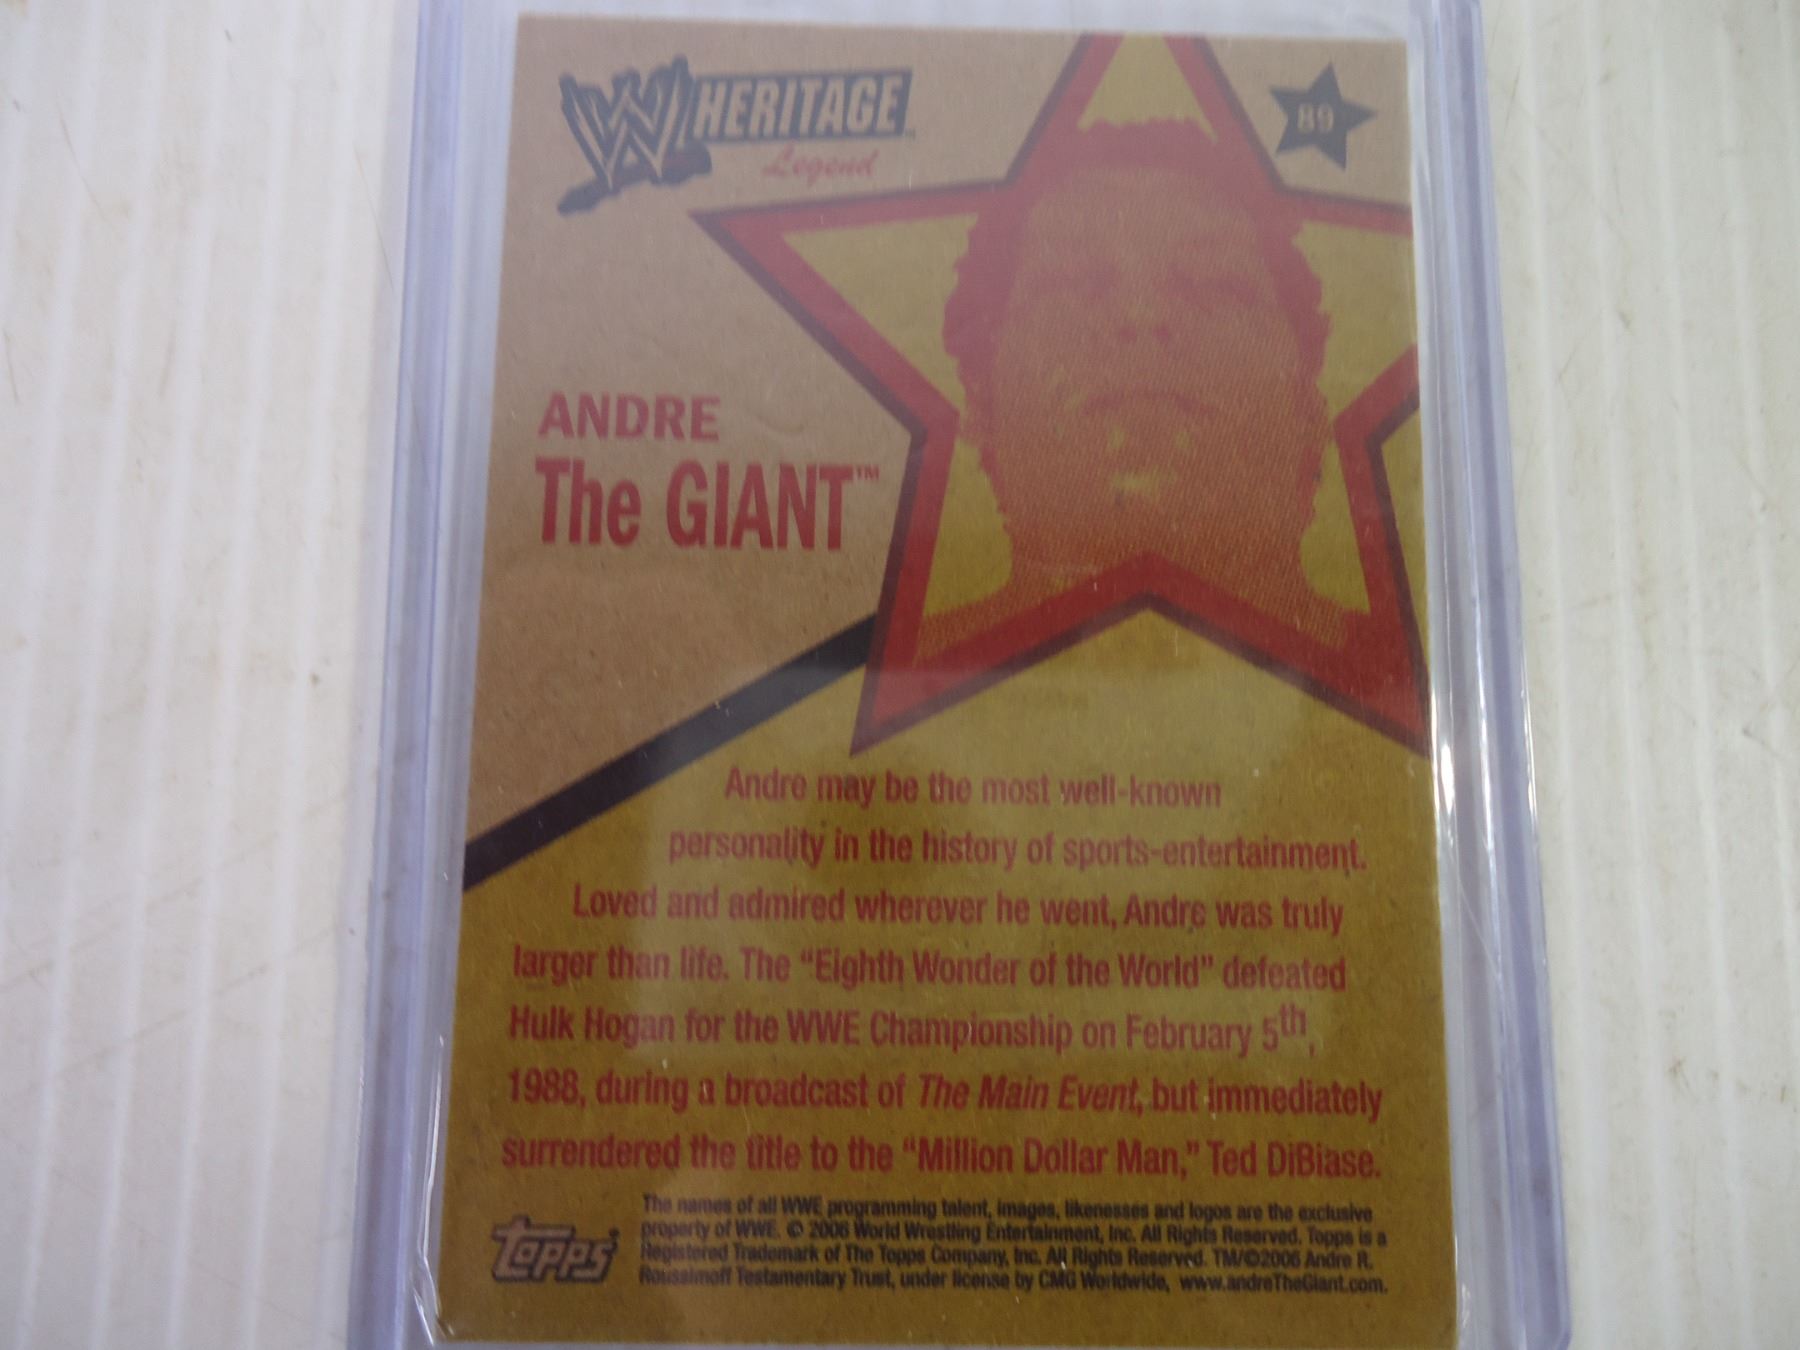 W HERITAGE
Legend
89
ANDRE
The GIANT™
Andre may be the most well-known
personality in the history of sports-entertainment.
Loved and admired wherever he went, Andre was truly
larger than life. The “Eighth Wonder of the World” defeated
Hulk Hogan for the WWE Championship on February 5th,
1988, during a broadcast of The Main Event, but immediately
surrendered the title to the “Million Dollar Man,” Ted DiBiase.
The names of all WWE programming talent, images, likenesses and logos are the exclusive
property of WWE. © 2006 World Wrestling Entertainment, Inc. All Rights Reserved. Topps is a
Registered Trademark of The Topps Company, Inc. All Rights Reserved. TM/©2006 Andre R.
Roussimoff Testamentary Trust, under license by CMG Worldwide, www.andreTheGiant.com.
Topps